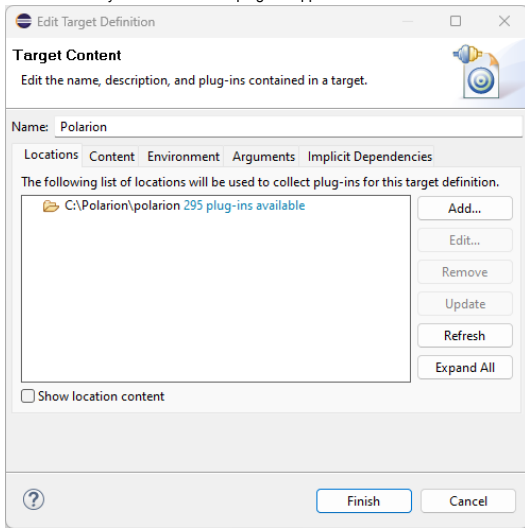 Edit Target Definition
Target Content
Edit the name, description, and plug-ins contained in a target.
Name: Polarion
Locations Content Environment Arguments Implicit Dependencies
The following list of locations will be used to collect plug-ins for this target definition.
C:\Polarion\polarion 295 plug-ins available
Add...
Edit...
Remove
Update
Refresh
Expand All
Show location content
?
Finish Cancel